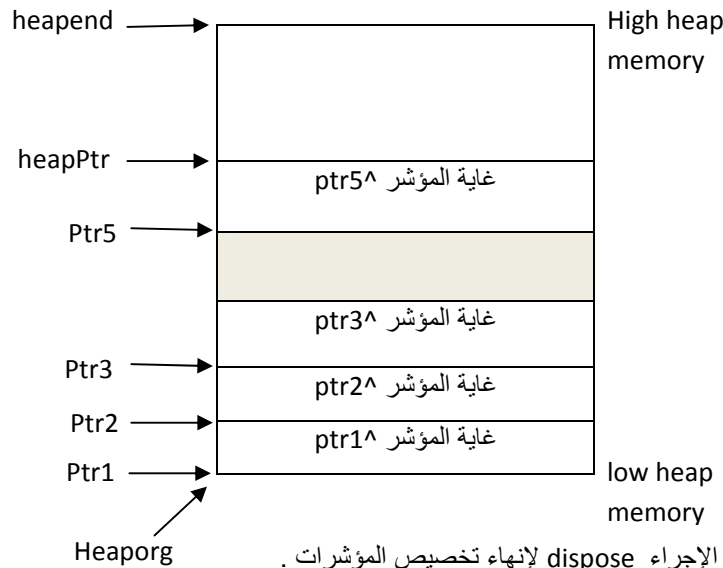 heapend
High heap
memory
heapPtr
غاية المؤشر ptr5^
Ptr5
غاية المؤشر ptr3^
Ptr3
غاية المؤشر ptr2^
Ptr2
غاية المؤشر ptr1^
Ptr1
low heap
memory
Heaporg
الإجراء dispose لإنهاء تخصيص المؤشرات .